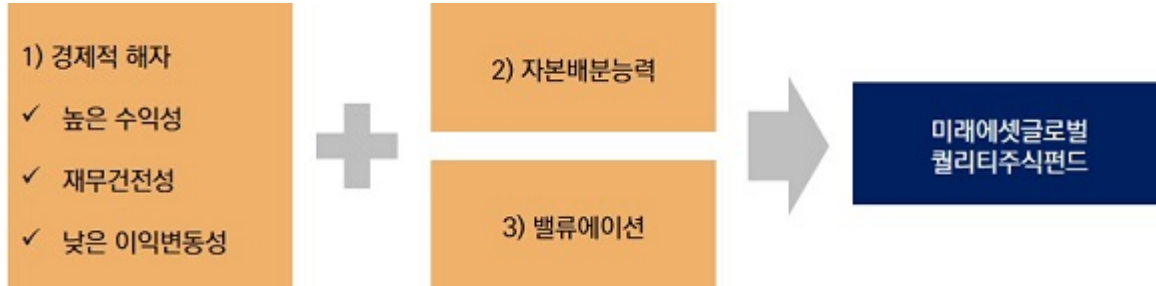 1) 경제적 해자
✓ 높은 수익성
✓ 재무건전성
✓ 낮은 이익변동성
2) 자본배분능력
3) 밸류에이션
미래에셋글로벌
퀄리티주식펀드